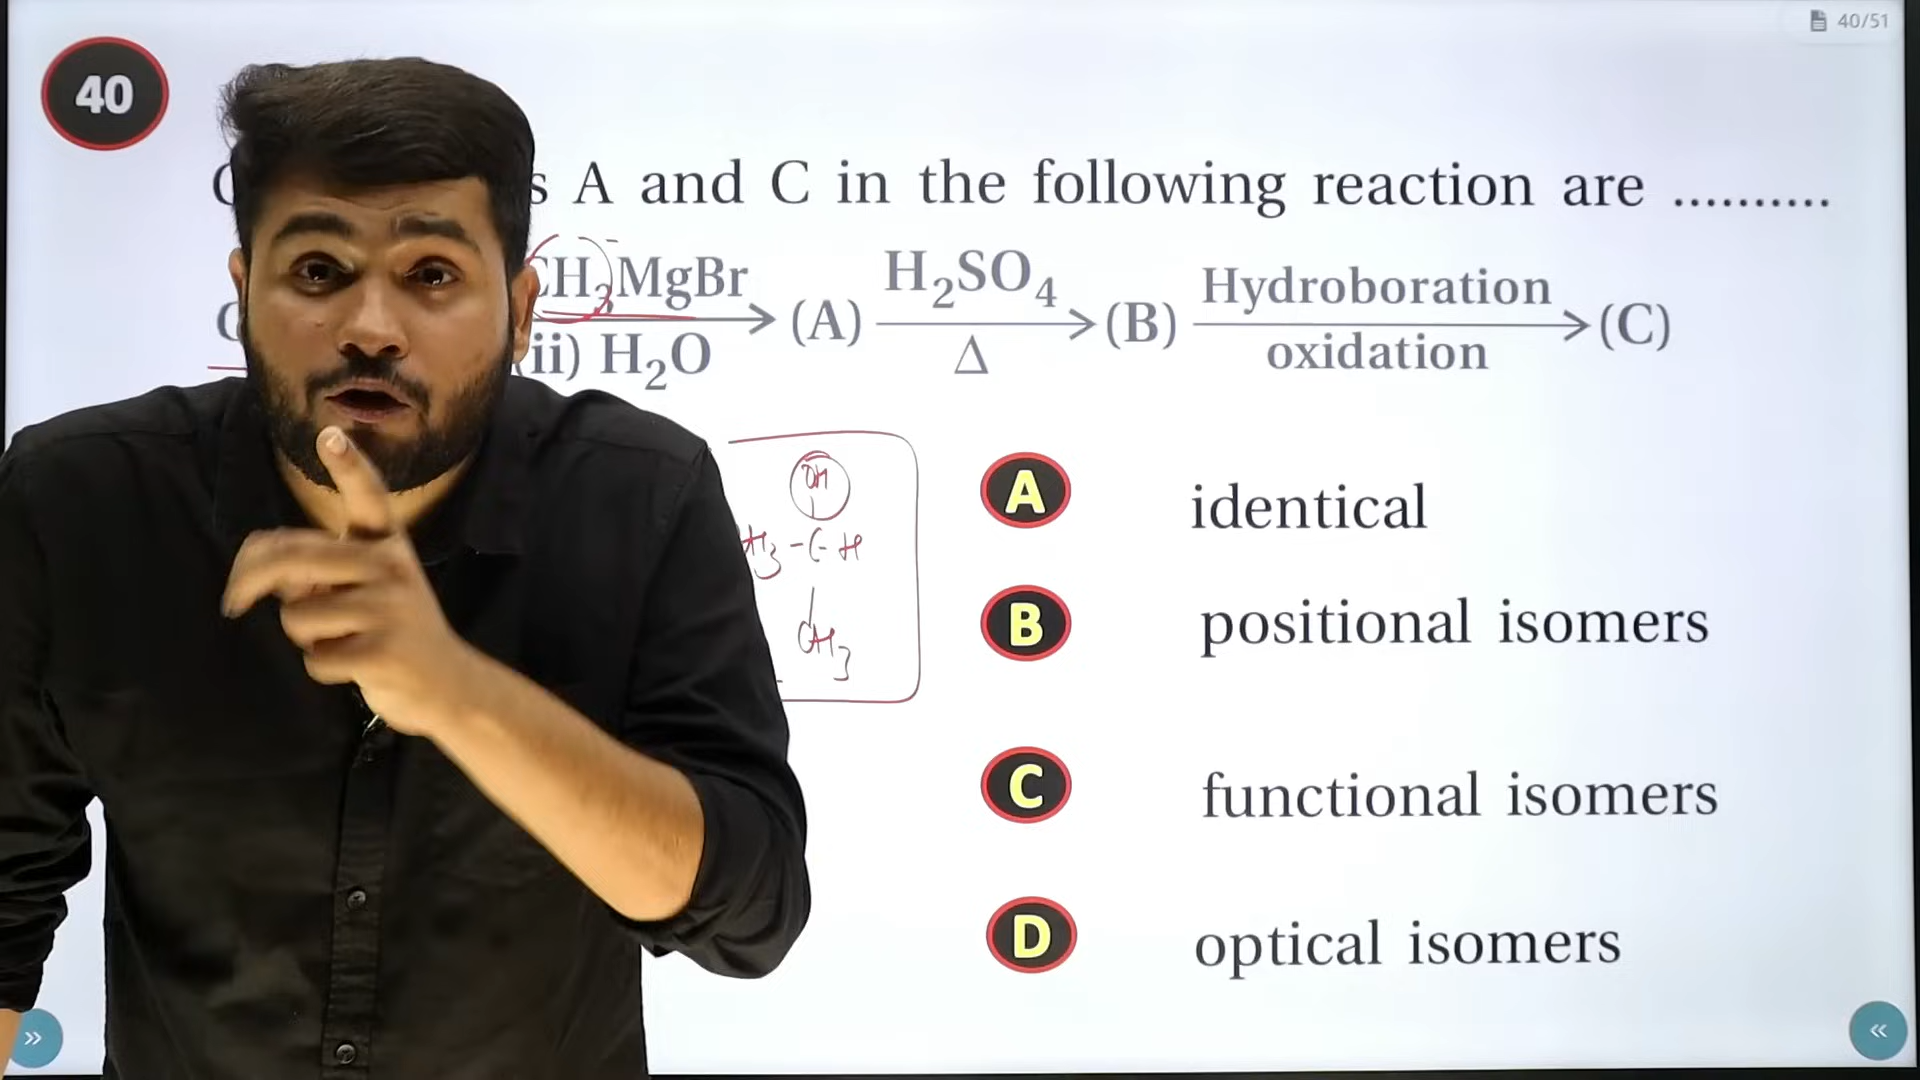 40/51
40
A and C in the following reaction are ..........
CH3MgBr
(ii) H2O
(A)
H2SO4
Δ
(B)
Hydroboration
oxidation
(C)
OH
H3-C-H
CH3
A identical
B positional isomers
C functional isomers
D optical isomers
»
«